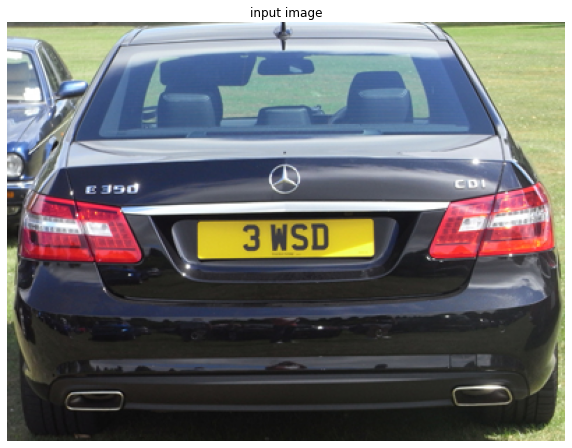 input image
E 350
CDI
3 WSD